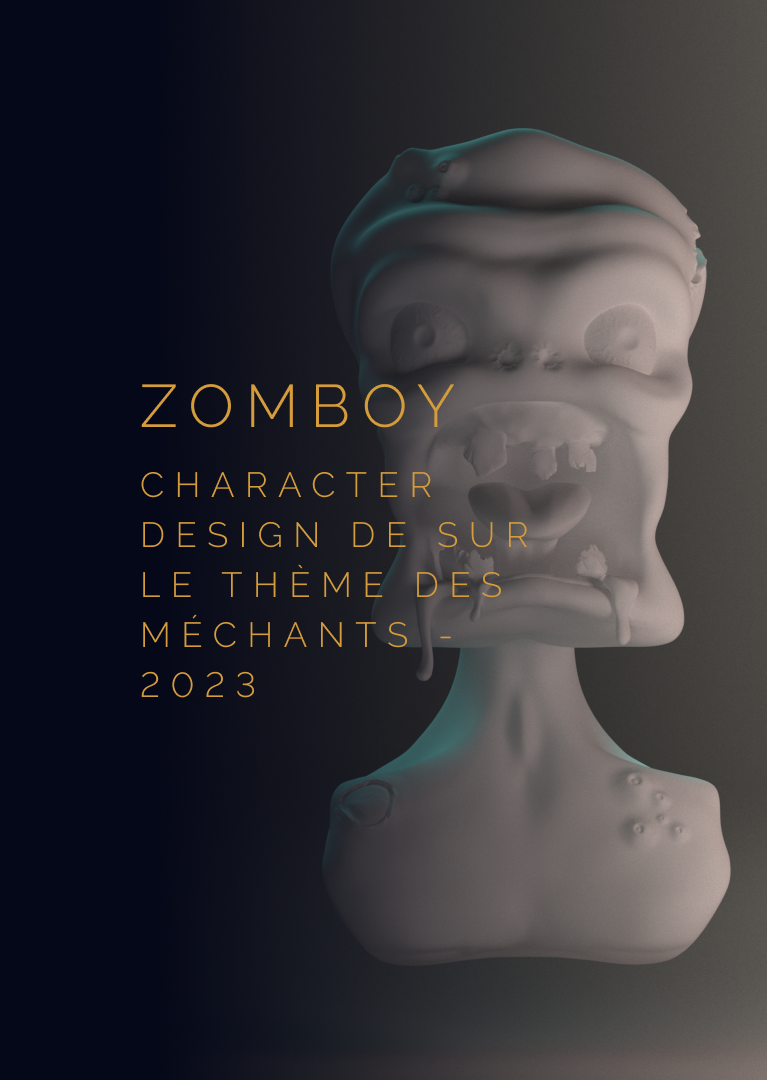 ZOMBOY
CHARACTER
DESIGN DE SUR
LE THÈME DES
MÉCHANTS -
2023